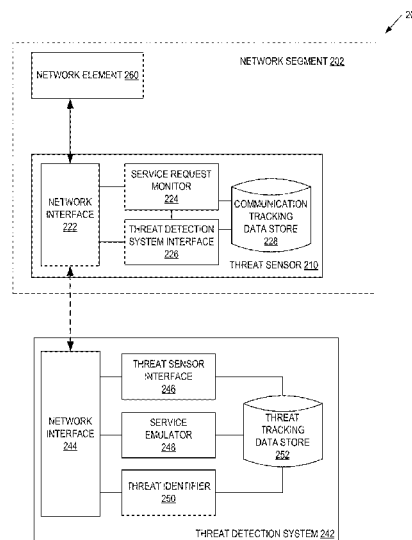 NETWORK SEGMENT 202
NETWORK ELEMENT 260
NETWORK
INTERFACE
222
SERVICE REQUEST
MONITOR
224
THREAT DETECTION
SYSTEM INTERFACE
226
COMMUNICATION
TRACKING
DATA STORE
228
THREAT SENSOR 210
NETWORK
INTERFACE
244
THREAT SENSOR
INTERFACE
246
SERVICE
EMULATOR
248
THREAT IDENTIFIER
250
THREAT
TRACKING
DATA STORE
252
THREAT DETECTION SYSTEM 242